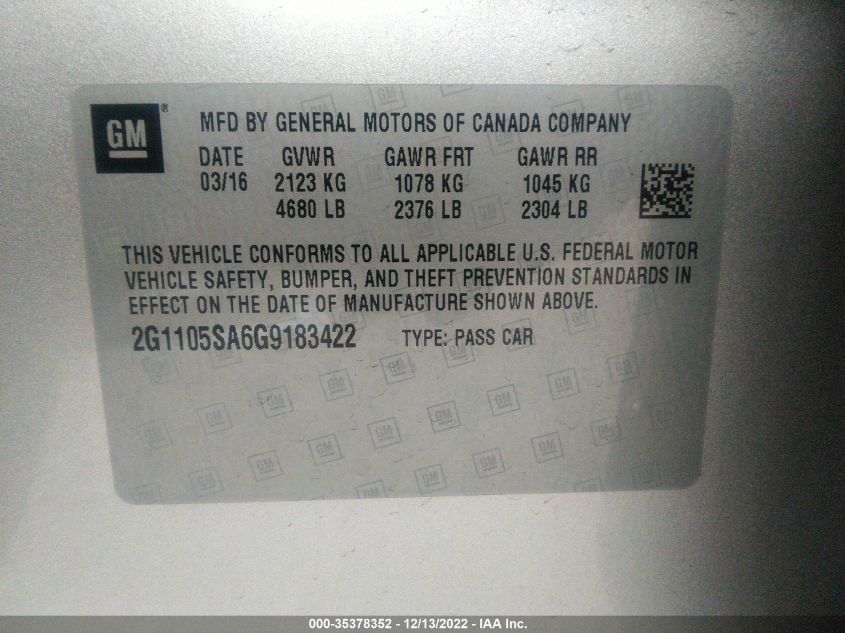 GM ® MFD BY GENERAL MOTORS OF CANADA COMPANY
DATE GVWR GAWR FRT GAWR RR
03/16 2123 KG 1078 KG 1045 KG
4680 LB 2376 LB 2304 LB
THIS VEHICLE CONFORMS TO ALL APPLICABLE U.S. FEDERAL MOTOR
VEHICLE SAFETY, BUMPER, AND THEFT PREVENTION STANDARDS IN
EFFECT ON THE DATE OF MANUFACTURE SHOWN ABOVE.
2G1105SA6G9183422 TYPE: PASS CAR
000-35378352 - 12/13/2022 - IAA Inc.